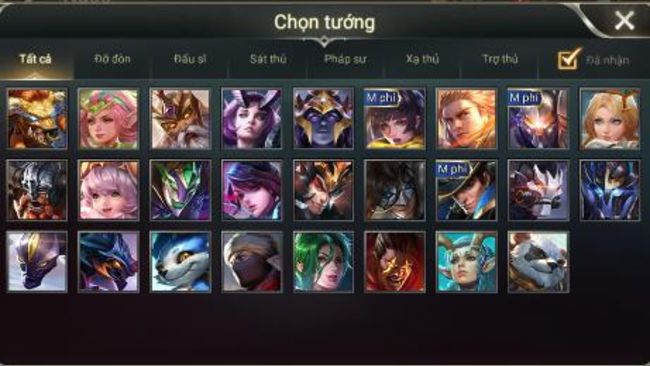 Chọn tướng
Tất cả Đỡ đòn Đấu sĩ Sát thủ Pháp sư Xạ thủ Trợ thủ Đã nhận
M phí M phí
M phí